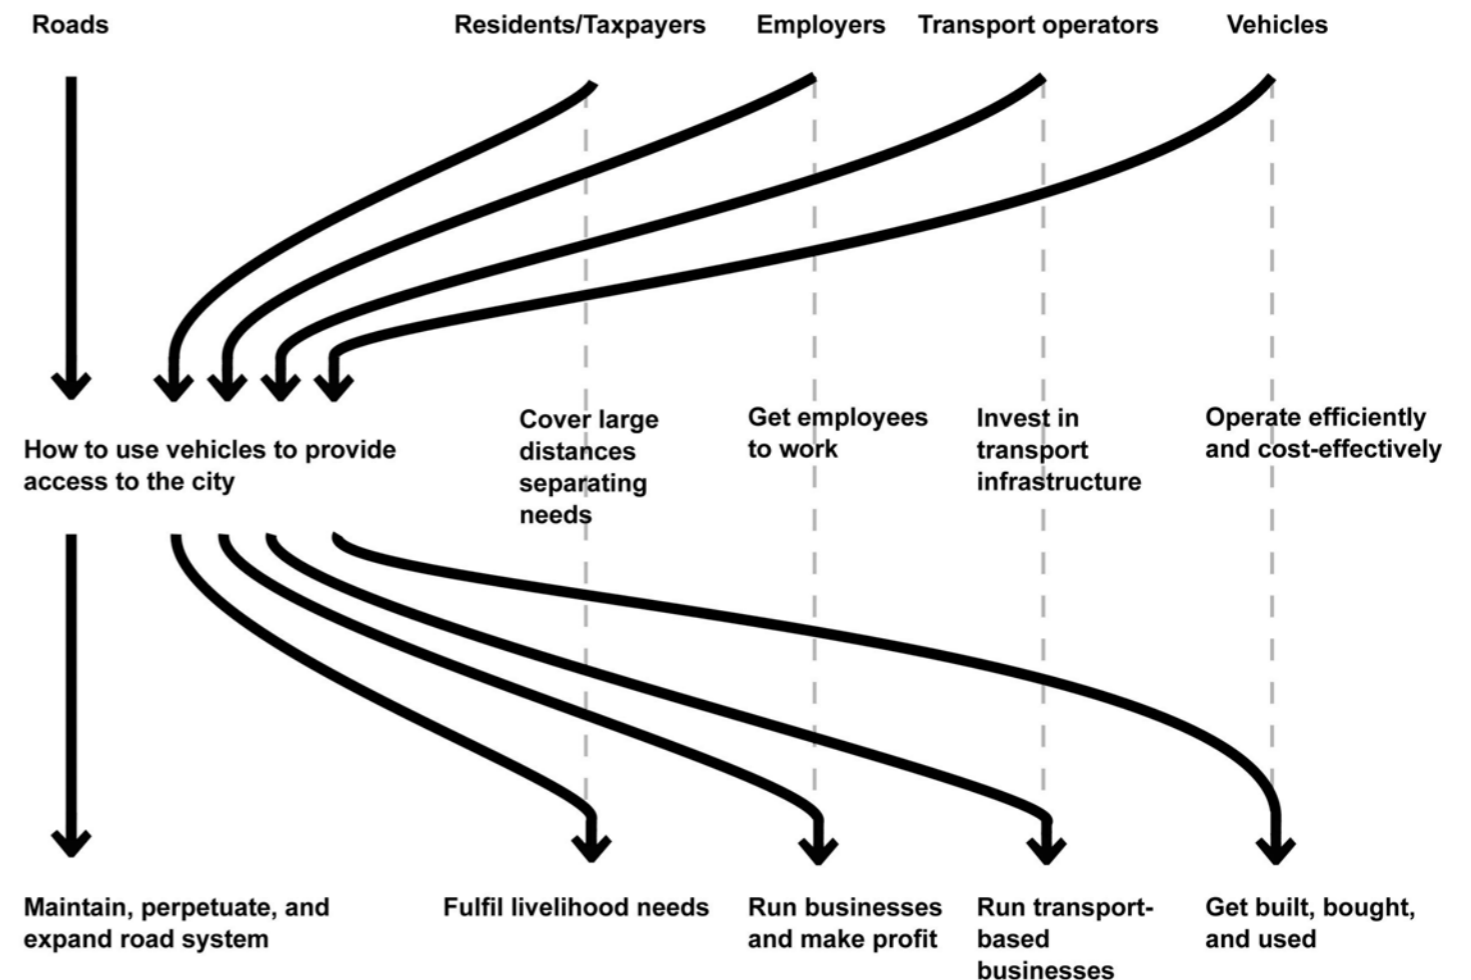 Roads
Residents/Taxpayers
Employers
Transport operators
Vehicles
How to use vehicles to provide
access to the city
Cover large
distances
separating
needs
Get employees
to work
Invest in
transport
infrastructure
Operate efficiently
and cost-effectively
Maintain, perpetuate, and
expand road system
Fulfil livelihood needs
Run businesses
and make profit
Run transport-
based
businesses
Get built, bought,
and used